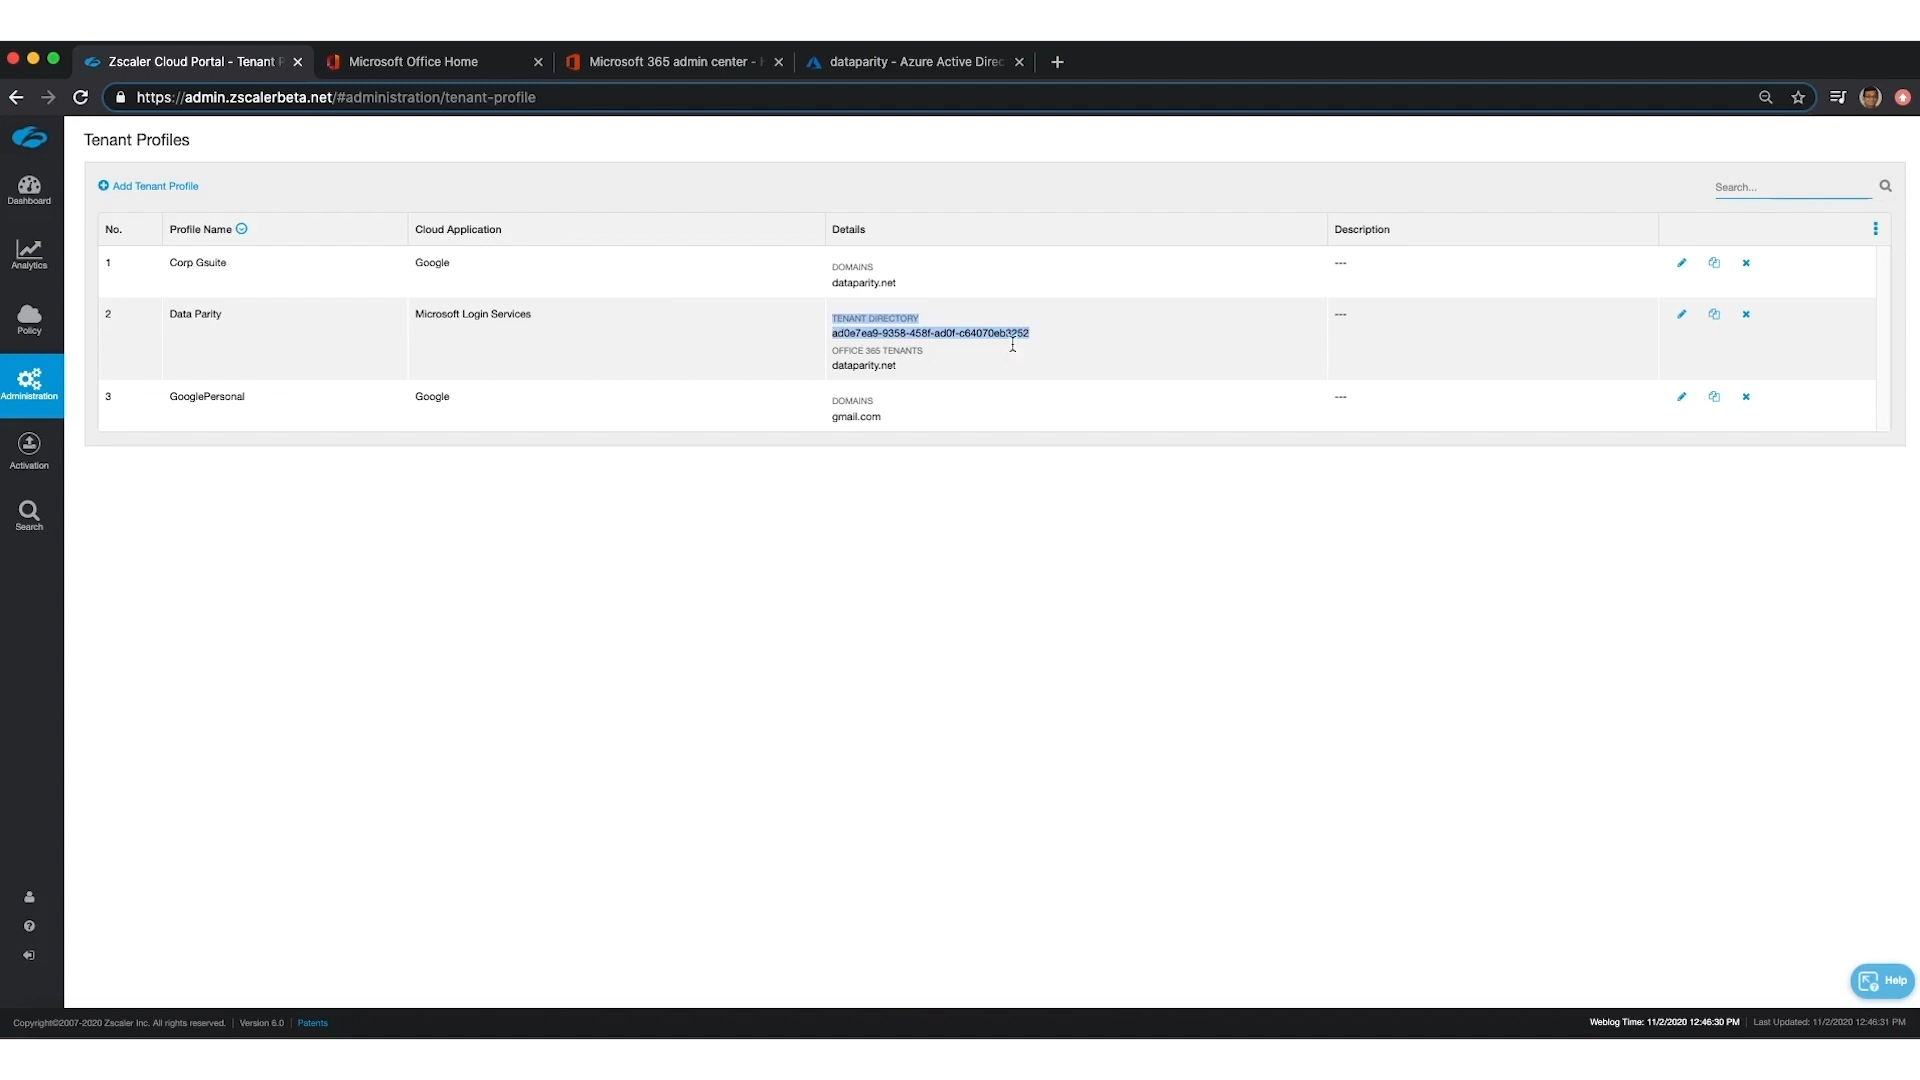 Zscaler Cloud Portal - Tenant P
Microsoft Office Home
Microsoft 365 admin center -
dataparity - Azure Active Direc
https://admin.zscalerbeta.net/#administration/tenant-profile
Tenant Profiles
Add Tenant Profile
Search...
No. Profile Name Cloud Application Details Description
1 Corp Gsuite Google DOMAINS ---
dataparity.net
2 Data Parity Microsoft Login Services TENANT DIRECTORY ---
ad0e7ea9-9358-458f-ad0f-c64070eb3252
OFFICE 365 TENANTS
dataparity.net
3 GooglePersonal Google DOMAINS ---
gmail.com
Dashboard
Analytics
Policy
Administration
Activation
Search
Help
Copyright©2007-2020 Zscaler Inc. All rights reserved. | Version 6.0 | Patents
Weblog Time: 11/2/2020 12:46:30 PM | Last Updated: 11/2/2020 12:46:31 PM